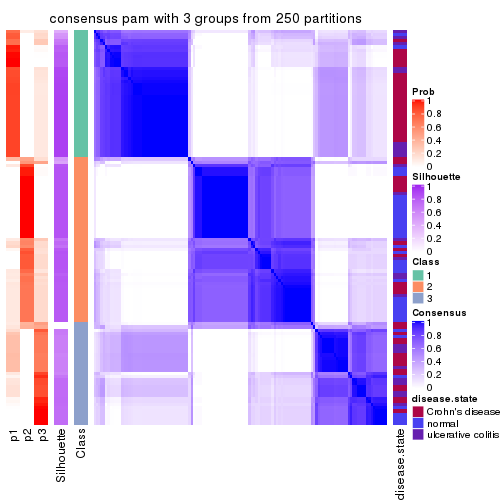 consensus pam with 3 groups from 250 partitions
Prob
1
0.8
0.6
0.4
0.2
0
Silhouette
1
0.8
0.6
0.4
0.2
0
Class
1
2
3
Consensus
1
0.8
0.6
0.4
0.2
0
disease.state
Crohn's disease
normal
ulcerative colitis
p1
p2
p3
Silhouette
Class
disease.state